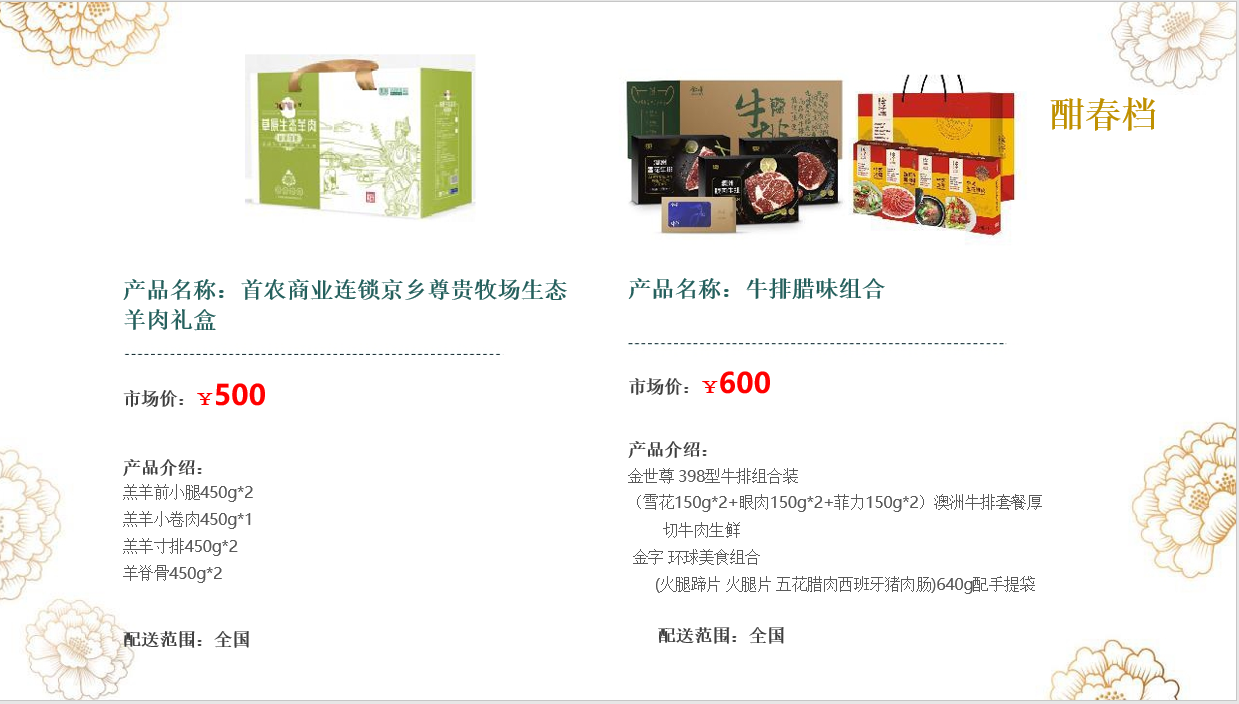 酣春档
草原生态羊肉
牛排
产品名称：首农商业连锁京乡尊贵牧场生态
羊肉礼盒
市场价：￥500
产品介绍：
羔羊前小腿450g*2
羔羊小卷肉450g*1
羔羊寸排450g*2
羊脊骨450g*2
配送范围：全国
产品名称：牛排腊味组合
市场价：￥600
产品介绍：
金世尊 398型牛排组合装
（雪花150g*2+眼肉150g*2+菲力150g*2）澳洲牛排套餐厚
切牛肉生鲜
金字 环球美食组合
(火腿蹄片 火腿片 五花腊肉西班牙猪肉肠)640g配手提袋
配送范围：全国